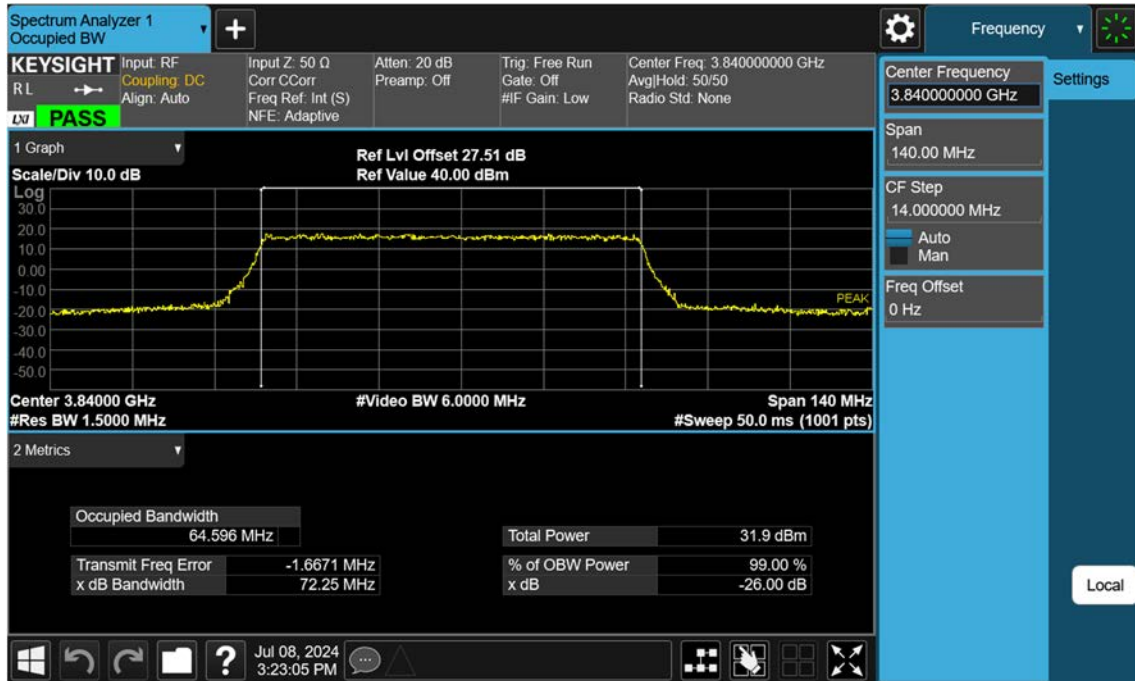 Spectrum Analyzer 1
Occupied BW
+
Frequency
KEYSIGHT
R L
LXI
PASS
Input: RF
Coupling: DC
Align: Auto
Input Z: 50 Ω
Corr CCorr
Freq Ref: Int (S)
NFE: Adaptive
Atten: 20 dB
Preamp: Off
Trig: Free Run
Gate: Off
#IF Gain: Low
Center Freq: 3.840000000 GHz
Avg|Hold: 50/50
Radio Std: None
Center Frequency
3.840000000 GHz
Settings
Span
140.00 MHz
CF Step
14.000000 MHz
Auto
Man
Freq Offset
0 Hz
Local
1 Graph
Scale/Div 10.0 dB
Ref Lvl Offset 27.51 dB
Ref Value 40.00 dBm
Log
30.0
20.0
10.0
0.00
-10.0
-20.0
-30.0
-40.0
-50.0
PEAK
Center 3.84000 GHz
#Video BW 6.0000 MHz
Span 140 MHz
#Res BW 1.5000 MHz
#Sweep 50.0 ms (1001 pts)
2 Metrics
Occupied Bandwidth
64.596 MHz
Total Power 31.9 dBm
Transmit Freq Error -1.6671 MHz
% of OBW Power 99.00 %
x dB Bandwidth 72.25 MHz
x dB -26.00 dB
?
Jul 08, 2024
3:23:05 PM